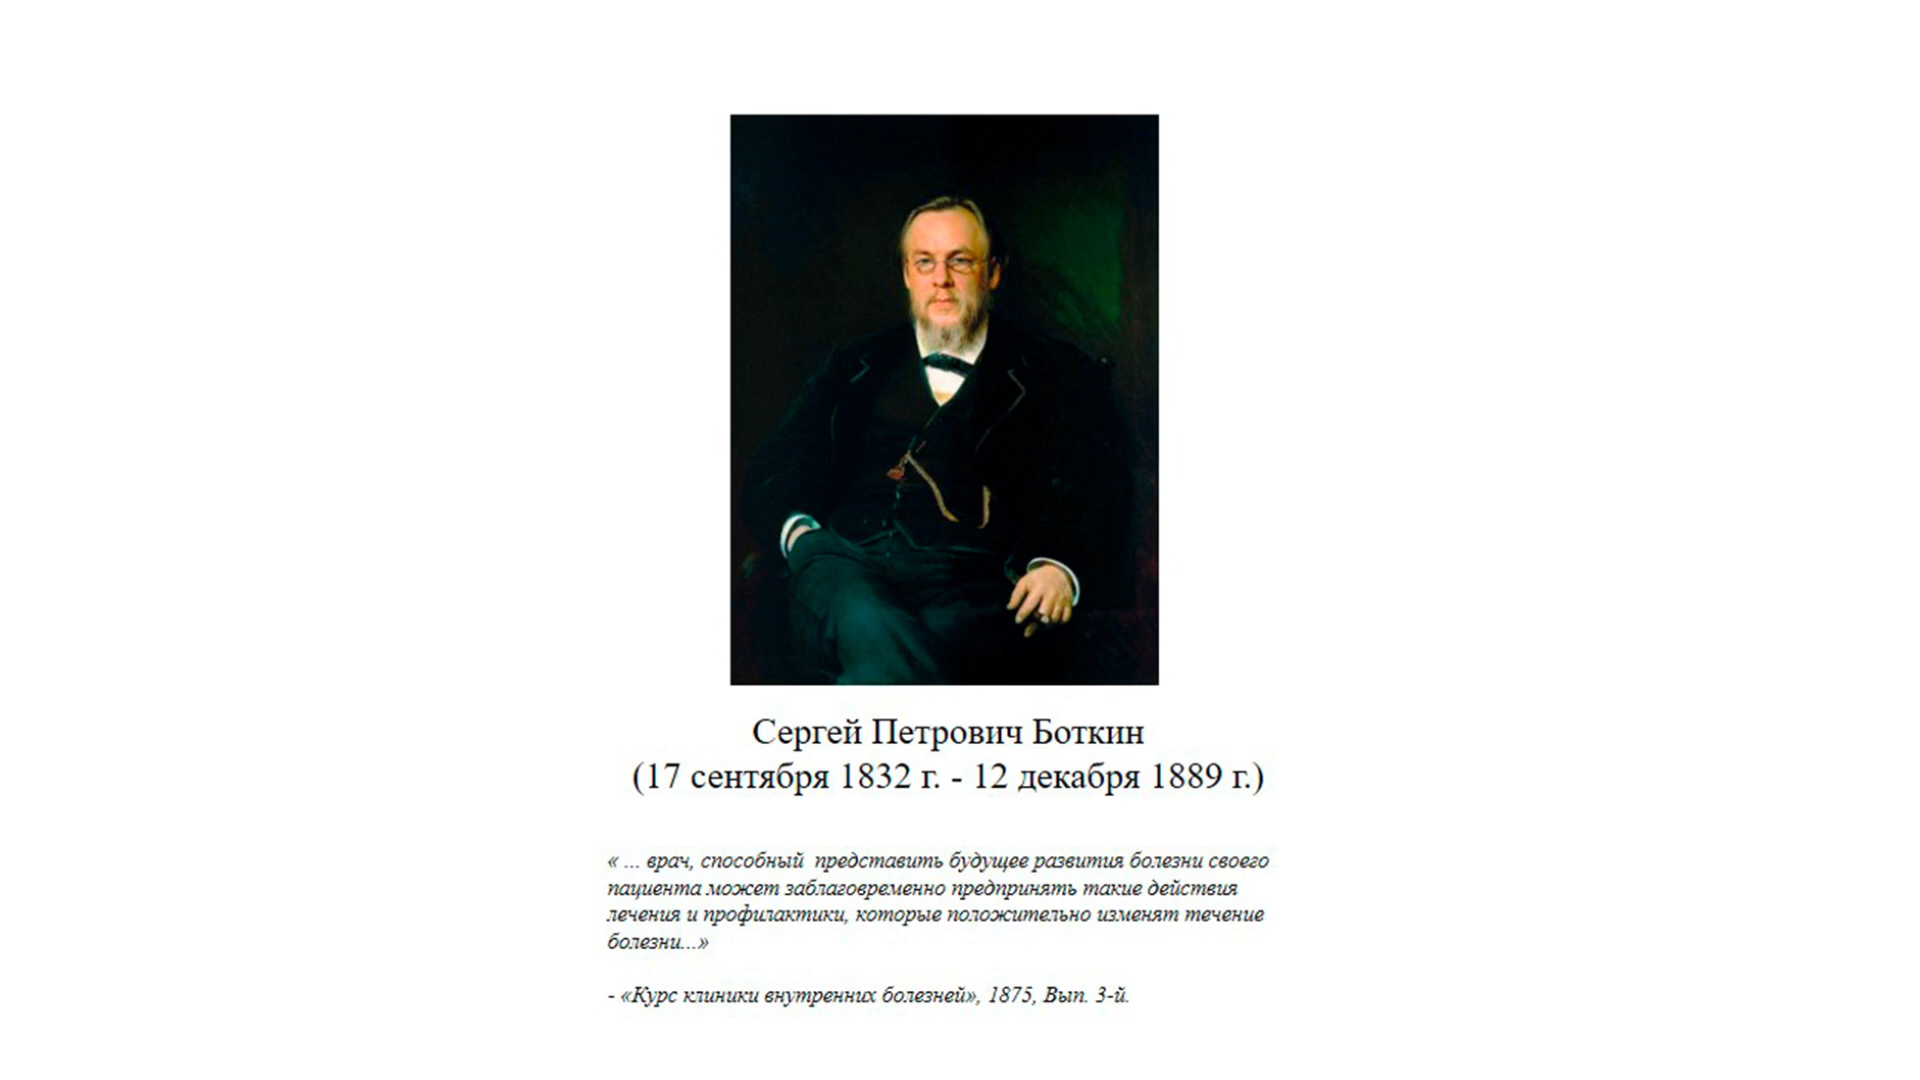 Сергей Петрович Боткин
(17 сентября 1832 г. - 12 декабря 1889 г.)
« ... врач, способный представить будущее развития болезни своего
пациента может заблаговременно предпринять такие действия
лечения и профилактики, которые положительно изменят течение
болезни...»
- «Курс клиники внутренних болезней», 1875, Вып. 3-й.